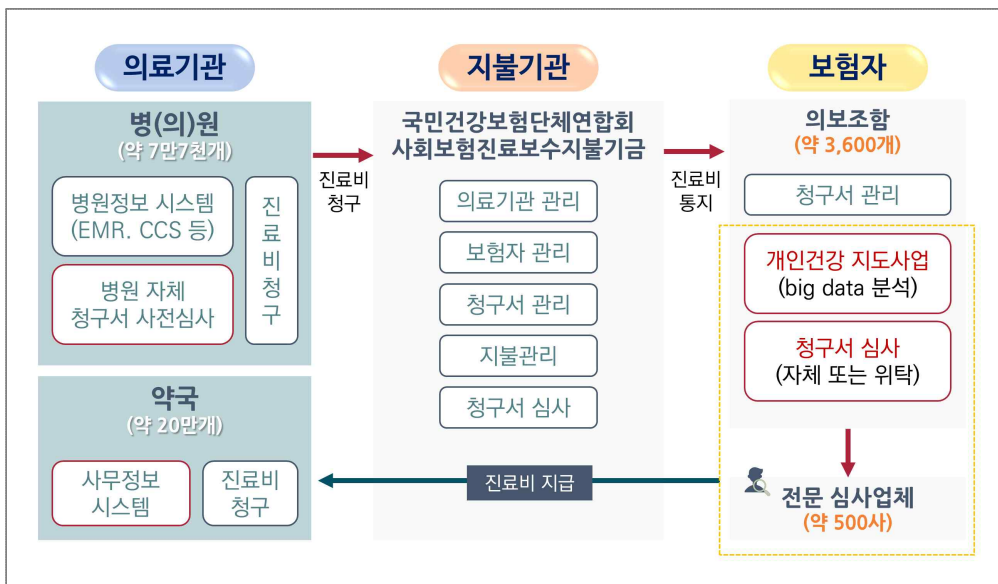 의료기관
병(의)원
(약 7만7천개)
병원정보 시스템
(EMR. CCS 등)
병원 자체
청구서 사전심사
진
료
비
청
구
약국
(약 20만개)
사무정보
시스템
진료비
청구
진료비
청구
지불기관
국민건강보험단체연합회
사회보험진료보수지불기금
의료기관 관리
보험자 관리
청구서 관리
지불관리
청구서 심사
진료비 지급
진료비
통지
보험자
의보조합
(약 3,600개)
청구서 관리
개인건강 지도사업
(big data 분석)
청구서 심사
(자체 또는 위탁)
전문 심사업체
(약 500사)